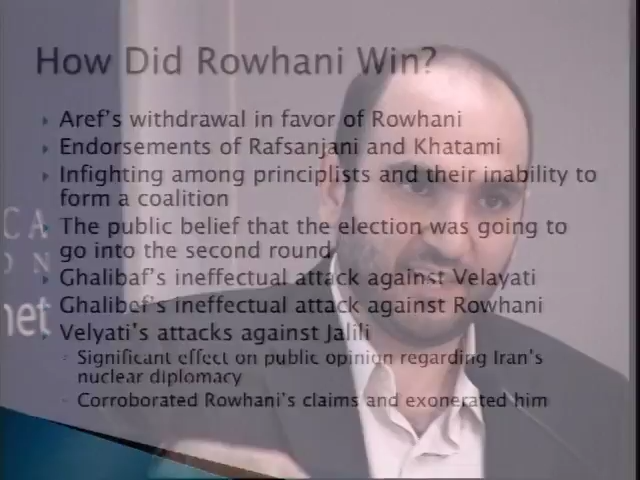 How Did Rowhani Win?
Aref's withdrawal in favor of Rowhani
Endorsements of Rafsanjani and Khatami
Infighting among principlists and their inability to
form a coalition
The public belief that the election was going to
go into the second round
Ghalibaf's ineffectual attack against Velayati
Ghalibef's ineffectual attack against Rowhani
Velyati's attacks against Jalili
Significant effect on public opinion regarding Iran's
nuclear diplomacy
Corroborated Rowhani's claims and exonerated him
C A
O N
net